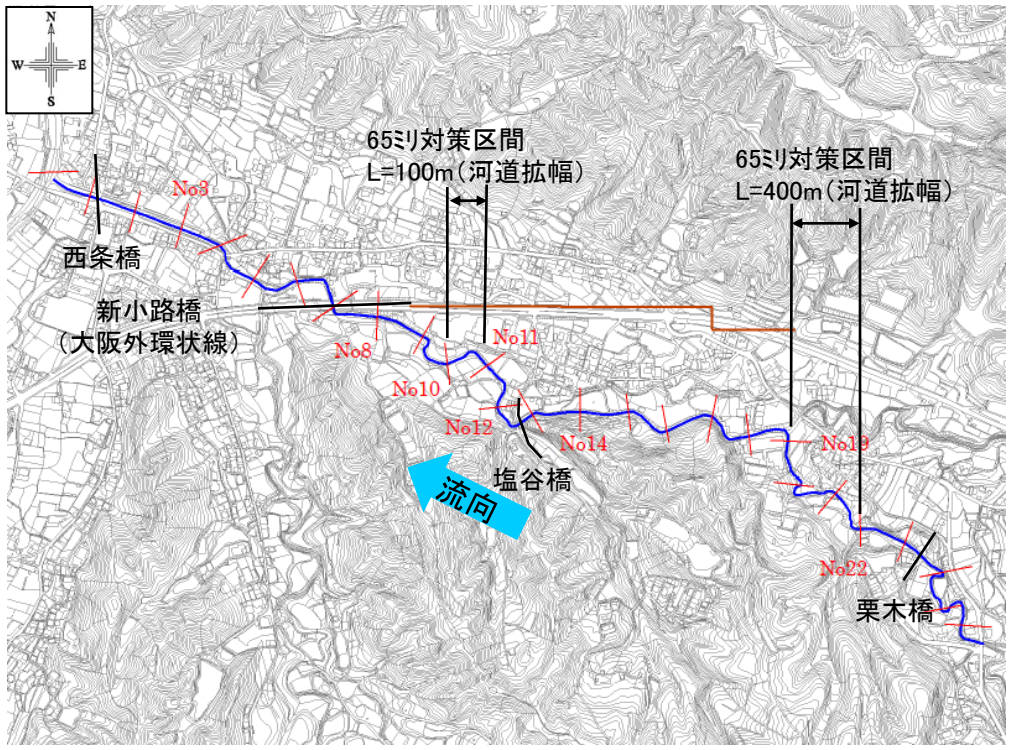 N
W E
S
65ミリ対策区間
L=100m(河道拡幅)
65ミリ対策区間
L=400m(河道拡幅)
No3
西条橋
新小路橋
(大阪外環状線)
No8
No11
No10
No12
No14
No19
塩谷橋
流向
No22
栗木橋